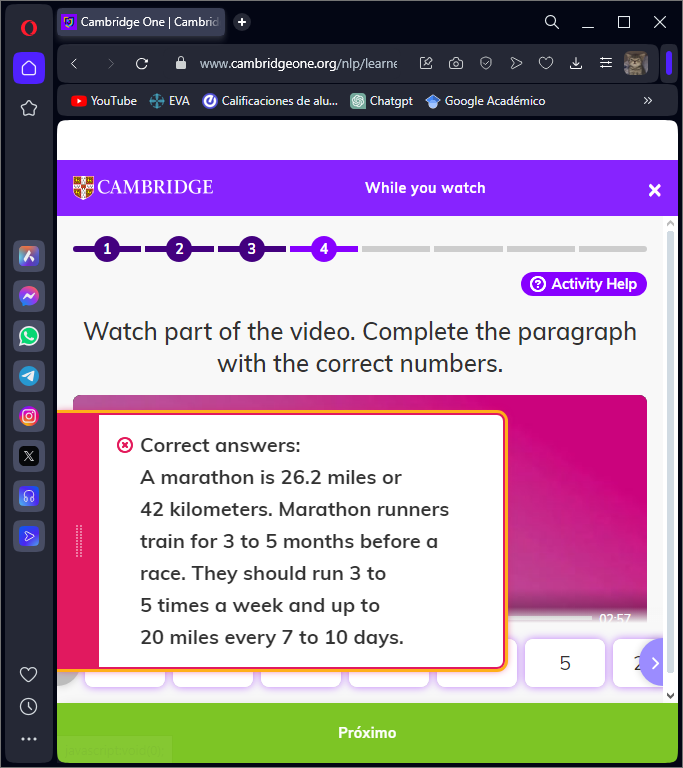 Cambridge One | Cambrid
www.cambridgeone.org/nlp/learne
YouTube
EVA
Calificaciones de alu...
Chatgpt
Google Académico
CAMBRIDGE
While you watch
1
2
3
4
Activity Help
Watch part of the video. Complete the paragraph
with the correct numbers.
Correct answers:
A marathon is 26.2 miles or
42 kilometers. Marathon runners
train for 3 to 5 months before a
race. They should run 3 to
5 times a week and up to
20 miles every 7 to 10 days.
02:57
5
2
Próximo